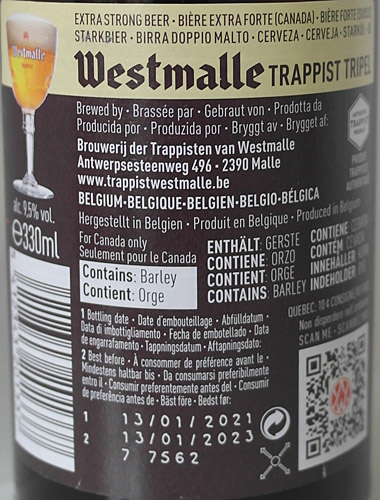 EXTRA STRONG BEER • BIÈRE EXTRA FORTE (CANADA) • BIÈRE FORTE
STARKBIER • BIRRA DOPPIO MALTO • CERVEZA • CERVEJA
Westmalle TRAPPIST TRIPEL
Brewed by • Brassée par • Gebraut von • Prodotta da
Producida por • Produzida por • Bryggt av • Brygget af:
Brouwerij der Trappisten van Westmalle
Antwerpsesteenweg 496 • 2390 Malle
www.trappistwestmalle.be
BELGIUM•BELGIQUE•BELGIEN•BELGIO•BÉLGICA
Hergestellt in Belgien • Produit en Belgique • Produced in Belgium
alc. 9,5% vol.
℮330ml
For Canada only
Seulement pour le Canada
Contains: Barley
Contient: Orge
ENTHÄLT: GERSTE
CONTIENE: ORZO
CONTIENT: ORGE
CONTAINS: BARLEY
CONTIENE
CONTÉM
INNEHÅLLER
INDEHOLDER
QUEBEC: 10 ¢
SCAN ME
1 Bottling date • Date d'embouteillage • Abfülldatum •
Data di imbottigliamento • Fecha de embotellado • Data
de engarrafamento • Tappningsdatum • Aftapningsdato:
2 Best before • À consommer de préférence avant le •
Mindestens haltbar bis • Da consumarsi preferibilmente
entro il • Consumir preferentemente antes del • Consumir
de preferência antes de • Bäst före • Bedst før:
1 13/01/2021
2 13/01/2023
7 7562